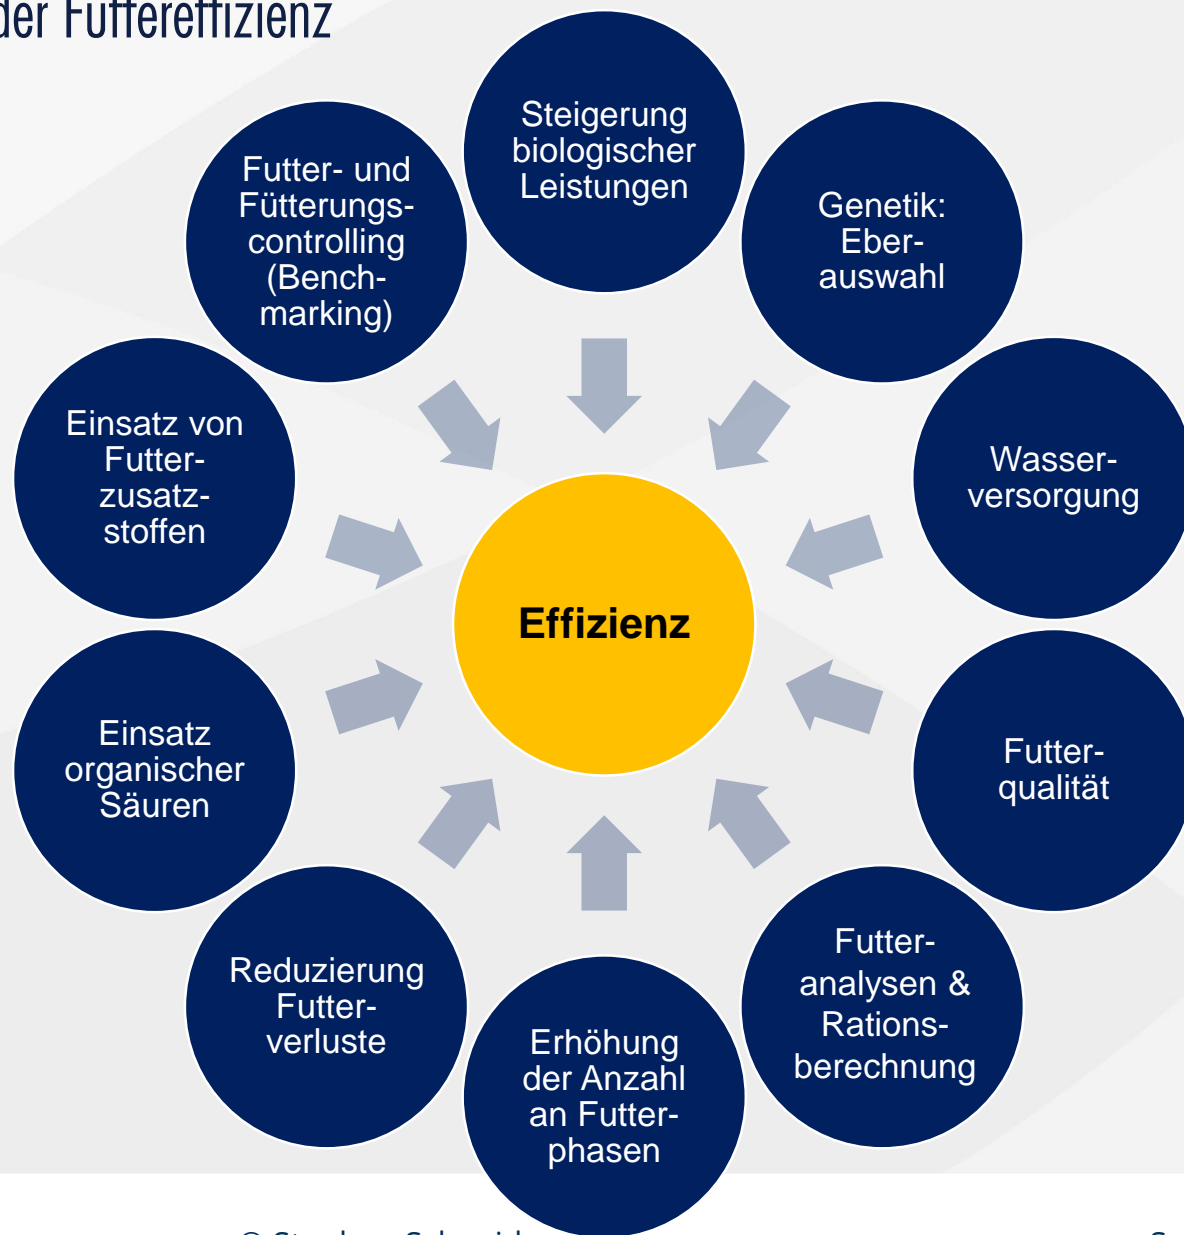 der Futtereffizienz
Steigerung
biologischer
Leistungen
Genetik:
Eber-
auswahl
Wasser-
versorgung
Futter-
qualität
Futter-
analysen &
Rations-
berechnung
Erhöhung
der Anzahl
an Futter-
phasen
Reduzierung
Futter-
verluste
Einsatz
organischer
Säuren
Einsatz von
Futter-
zusatz-
stoffen
Futter- und
Fütterungs-
controlling
(Bench-
marking)
Effizienz